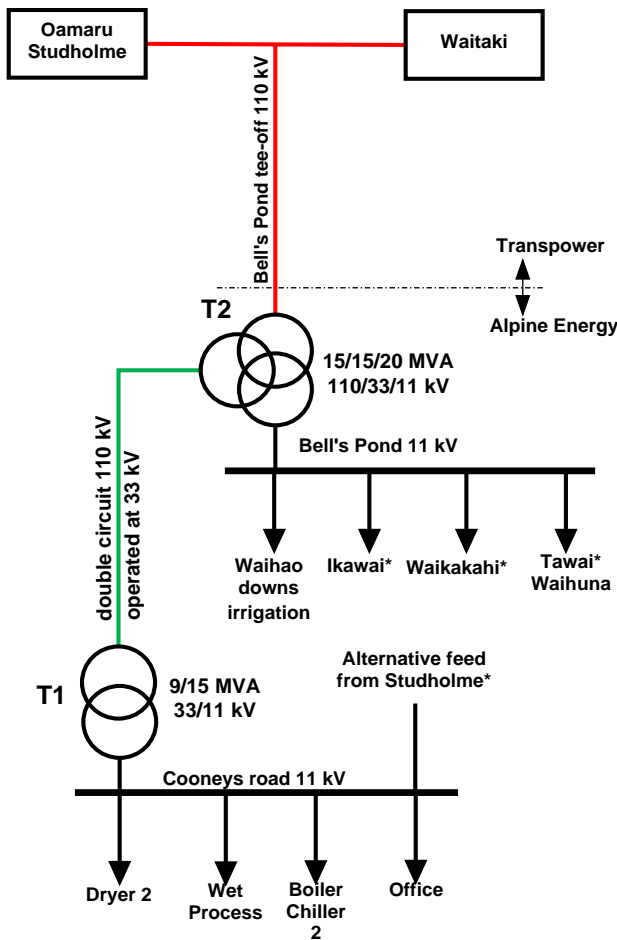 Oamaru
Studholme
Waitaki
Bell's Pond tee-off 110 kV
Transpower
Alpine Energy
T2
15/15/20 MVA
110/33/11 kV
double circuit 110 kV
operated at 33 kV
Bell's Pond 11 kV
Waihao
downs
irrigation
Ikawai*
Waikakahi*
Tawai*
Waihuna
Alternative feed
from Studholme*
T1
9/15 MVA
33/11 kV
Cooneys road 11 kV
Dryer 2
Wet
Process
Boiler
Chiller
2
Office